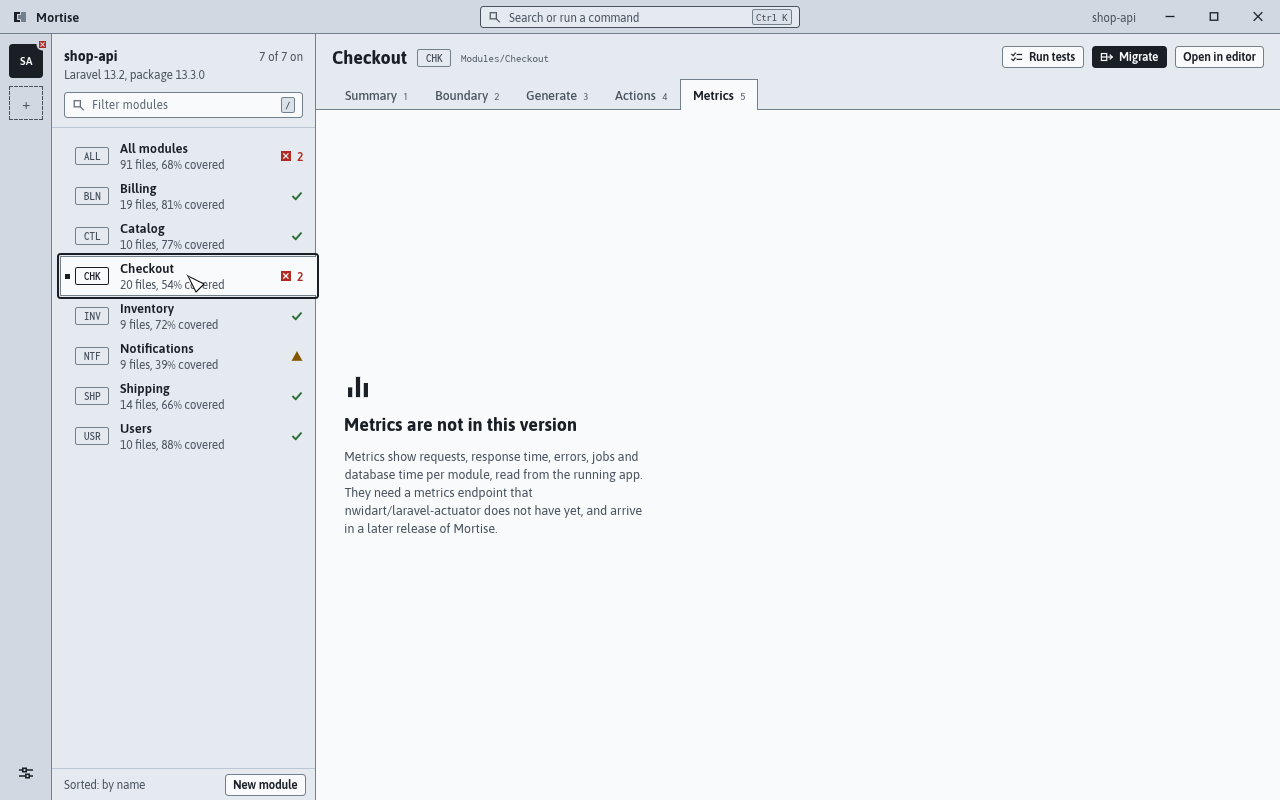 Mortise
Search or run a command
Ctrl K
shop-api
SA
+
shop-api
7 of 7 on
Laravel 13.2, package 13.3.0
Filter modules
/
ALL
All modules
91 files, 68% covered
2
BLN
Billing
19 files, 81% covered
CTL
Catalog
10 files, 77% covered
CHK
Checkout
20 files, 54% covered
2
INV
Inventory
9 files, 72% covered
NTF
Notifications
9 files, 39% covered
SHP
Shipping
14 files, 66% covered
USR
Users
10 files, 88% covered
Sorted: by name
New module
Checkout
CHK
Modules/Checkout
Run tests
Migrate
Open in editor
Summary 1
Boundary 2
Generate 3
Actions 4
Metrics 5
Metrics are not in this version
Metrics show requests, response time, errors, jobs and
database time per module, read from the running app.
They need a metrics endpoint that
nwidart/laravel-actuator does not have yet, and arrive
in a later release of Mortise.